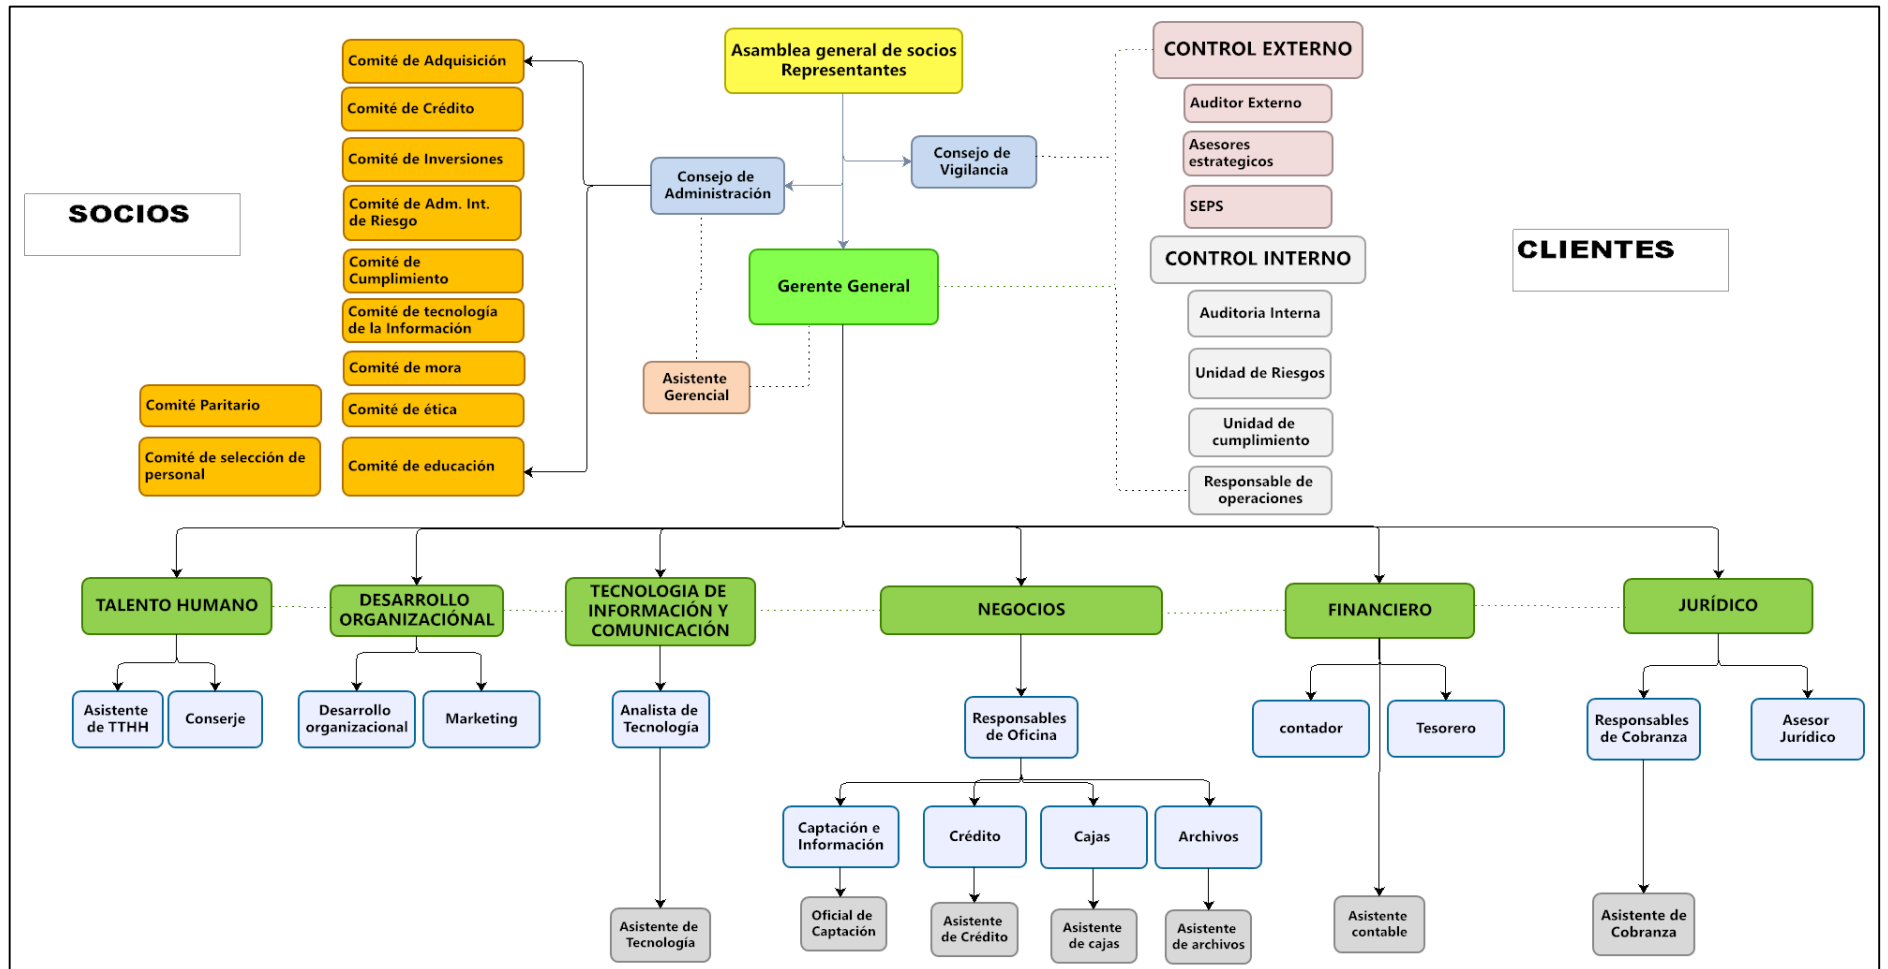 Asamblea general de socios
Representantes
CONTROL EXTERNO
Comité de Adquisición
Comité de Crédito
Comité de Inversiones
Comité de Adm. Int.
de Riesgo
Comité de
Cumplimiento
Comité de tecnología
de la Información
Comité de mora
Comité de ética
Comité de educación
Comité Paritario
Comité de selección de
personal
SOCIOS
Consejo de
Administración
Consejo de
Vigilancia
Auditor Externo
Asesores
estrategicos
SEPS
CONTROL INTERNO
CLIENTES
Gerente General
Auditoria Interna
Asistente
Gerencial
Unidad de Riesgos
Unidad de
cumplimiento
Responsable de
operaciones
TALENTO HUMANO
DESARROLLO
ORGANIZACIÓNAL
TECNOLOGIA DE
INFORMACIÓN Y
COMUNICACIÓN
NEGOCIOS
FINANCIERO
JURÍDICO
Asistente
de TTHH
Conserje
Desarrollo
organizacional
Marketing
Analista de
Tecnología
Responsables
de Oficina
contador
Tesorero
Responsables
de Cobranza
Asesor
Jurídico
Captación e
Información
Crédito
Cajas
Archivos
Asistente de
Tecnología
Oficial de
Captación
Asistente
de Crédito
Asistente
de cajas
Asistente
de archivos
Asistente
contable
Asistente de
Cobranza